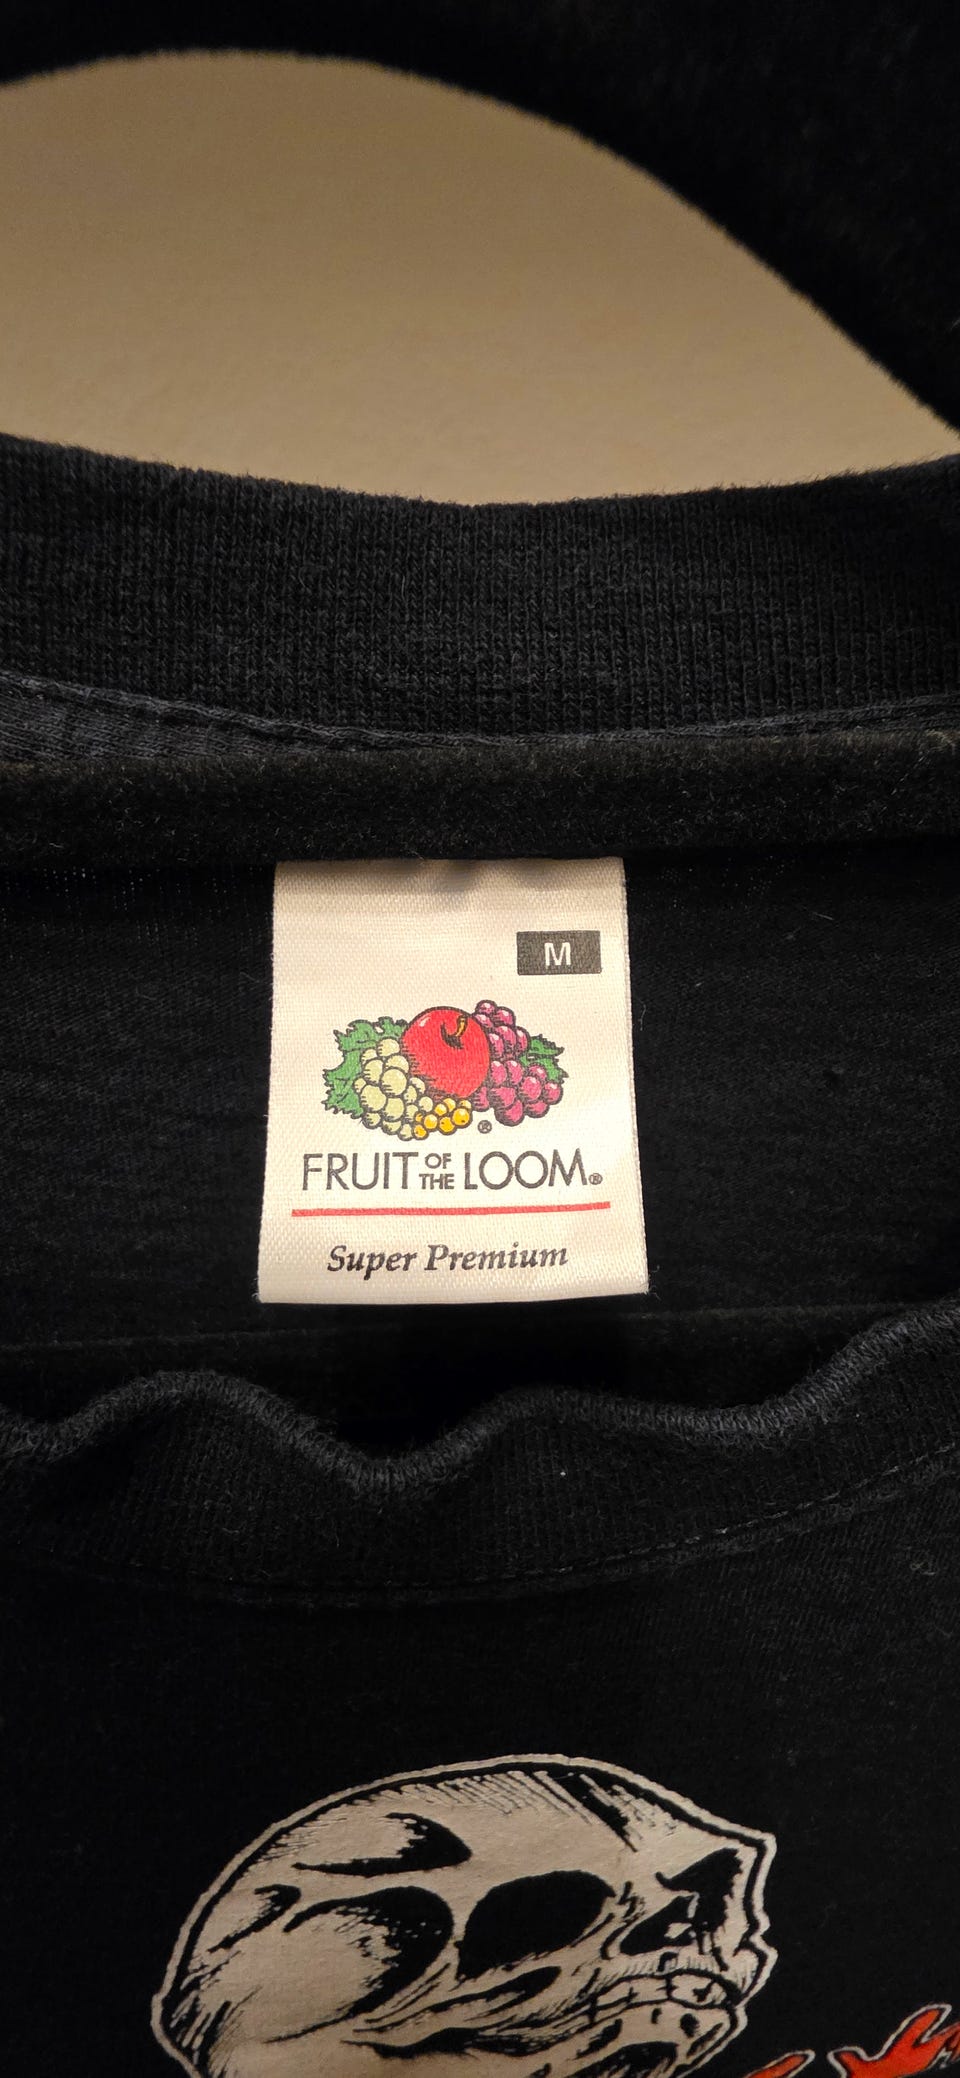 M
®
FRUIT OF THE LOOM®
Super Premium